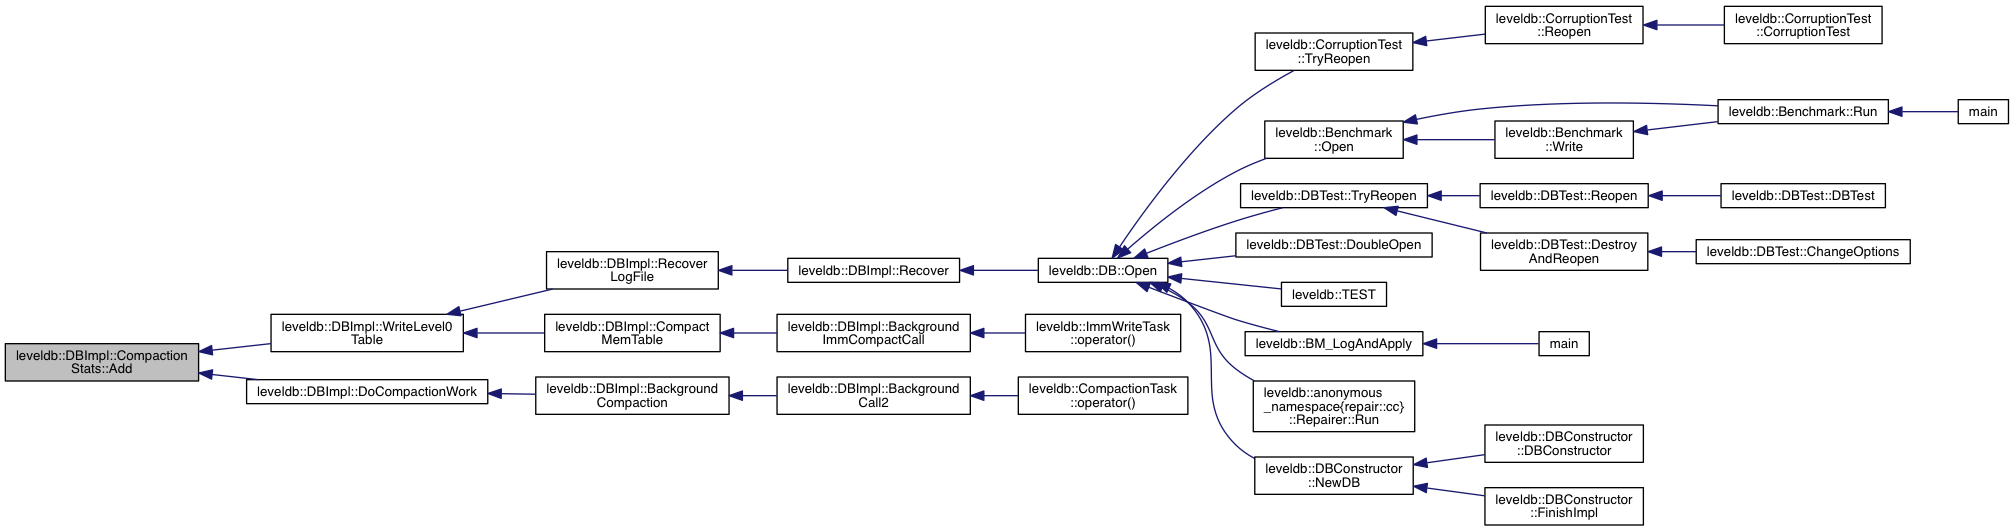 leveldb::DBImpl::Compaction
Stats::Add
leveldb::DBImpl::WriteLevel0
Table
leveldb::DBImpl::DoCompactionWork
leveldb::DBImpl::Recover
LogFile
leveldb::DBImpl::Compact
MemTable
leveldb::DBImpl::Background
Compaction
leveldb::DBImpl::Recover
leveldb::DBImpl::Background
ImmCompactCall
leveldb::DBImpl::Background
Call2
leveldb::DB::Open
leveldb::ImmWriteTask
::operator()
leveldb::CompactionTask
::operator()
leveldb::CorruptionTest
::TryReopen
leveldb::Benchmark
::Open
leveldb::DBTest::TryReopen
leveldb::DBTest::DoubleOpen
leveldb::TEST
leveldb::BM_LogAndApply
leveldb::anonymous
_namespace{repair::cc}
::Repairer::Run
leveldb::DBConstructor
::NewDB
leveldb::CorruptionTest
::Reopen
leveldb::Benchmark
::Write
leveldb::DBTest::Reopen
leveldb::DBTest::Destroy
AndReopen
main
leveldb::DBConstructor
::DBConstructor
leveldb::DBConstructor
::FinishImpl
leveldb::CorruptionTest
::CorruptionTest
leveldb::Benchmark::Run
main
leveldb::DBTest::DBTest
leveldb::DBTest::ChangeOptions